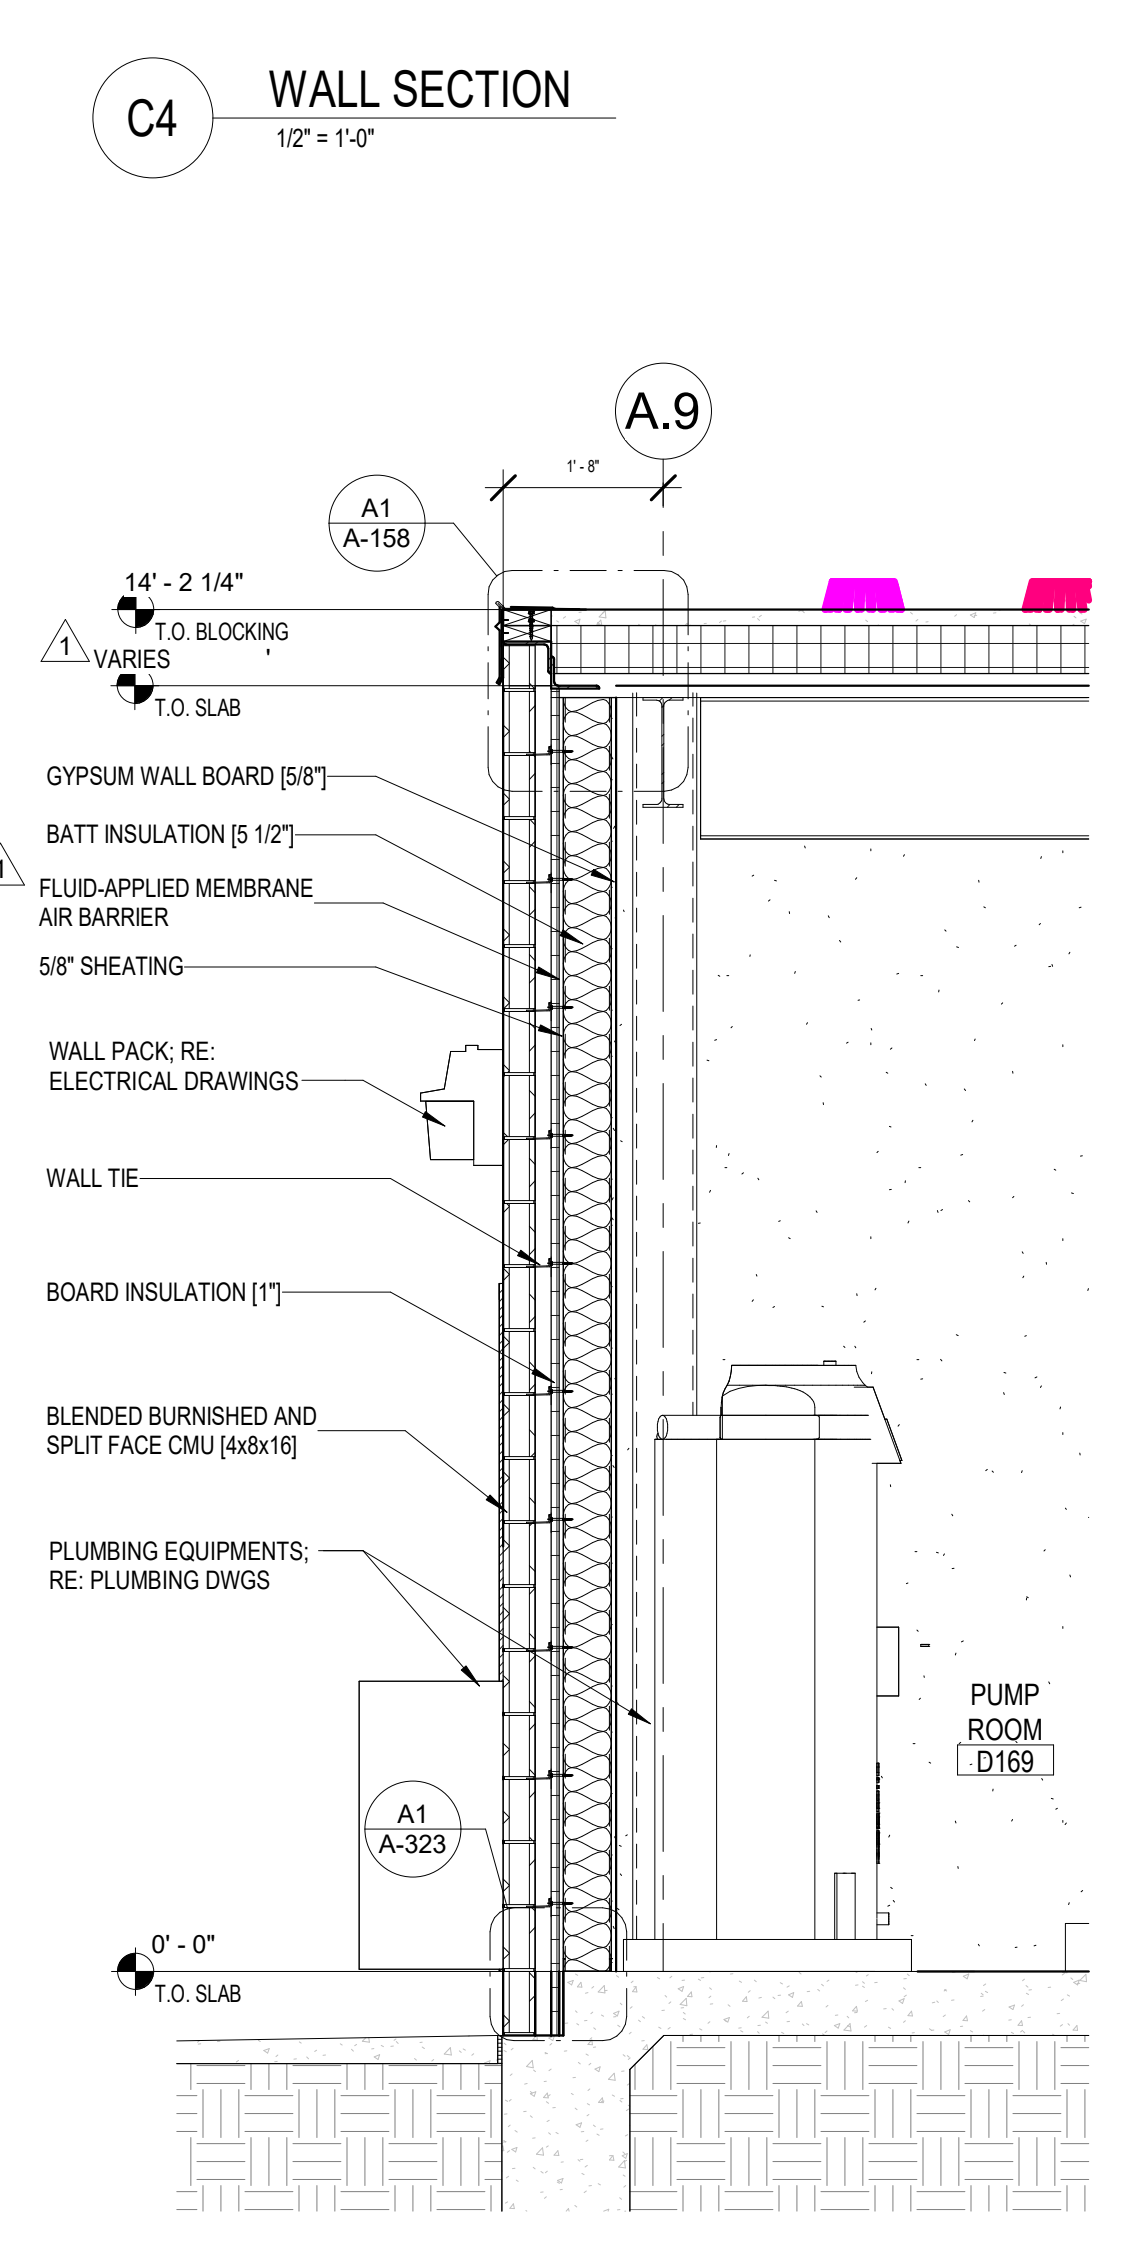 C4
WALL SECTION
1/2" = 1'-0"
A.9
1' - 8"
A1
A-158
14' - 2 1/4"
T.O. BLOCKING
1
VARIES '
T.O. SLAB
GYPSUM WALL BOARD [5/8"]
BATT INSULATION [5 1/2"]
1
FLUID-APPLIED MEMBRANE
AIR BARRIER
5/8" SHEATING
WALL PACK; RE:
ELECTRICAL DRAWINGS
WALL TIE
BOARD INSULATION [1"]
BLENDED BURNISHED AND
SPLIT FACE CMU [4x8x16]
PLUMBING EQUIPMENTS;
RE: PLUMBING DWGS
PUMP
ROOM
D169
A1
A-323
0' - 0"
T.O. SLAB